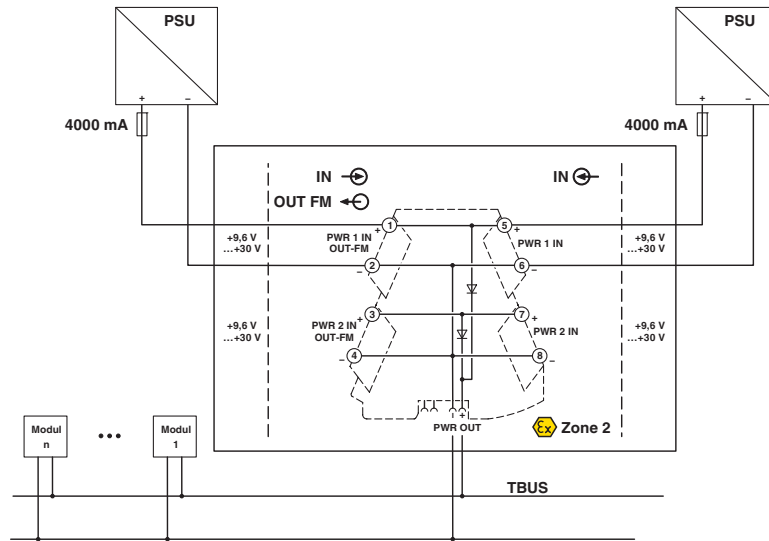 PSU
PSU
+ –
+ –
4000 mA
4000 mA
IN
IN
OUT FM
1
5
+9,6 V
...+30 V
PWR 1 IN
OUT-FM
+
+
PWR 1 IN
+9,6 V
...+30 V
–
2
6
–
3
7
+9,6 V
...+30 V
PWR 2 IN
OUT-FM
+
+
PWR 2 IN
+9,6 V
...+30 V
–
4
8
–
– +
PWR OUT
Ex
Zone 2
Modul
n
Modul
1
TBUS